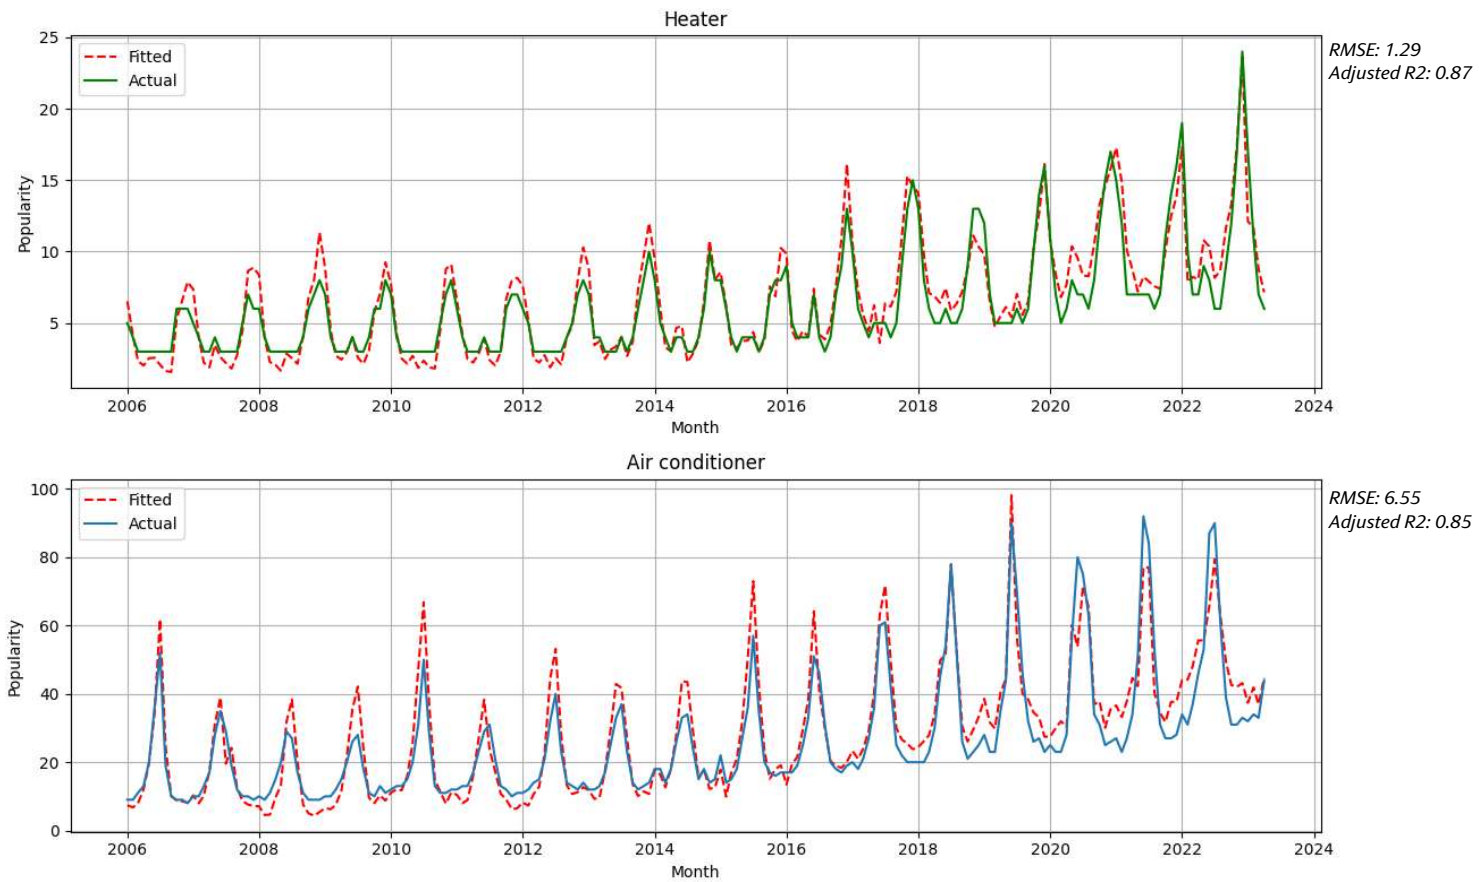 Heater
Fitted
Actual
RMSE: 1.29
Adjusted R2: 0.87
Popularity
25
20
15
10
5
2006 2008 2010 2012 2014 2016 2018 2020 2022 2024
Month
Air conditioner
Fitted
Actual
RMSE: 6.55
Adjusted R2: 0.85
Popularity
100
80
60
40
20
0
2006 2008 2010 2012 2014 2016 2018 2020 2022 2024
Month